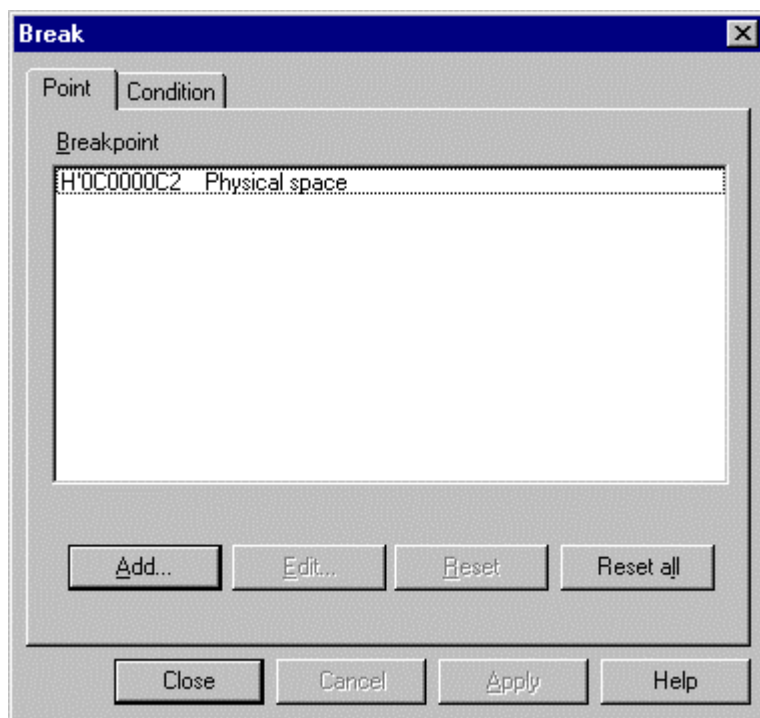 Break
Point Condition
Breakpoint
H'0C0000C2 Physical space
Add... Edit... Reset Reset all
Close Cancel Apply Help